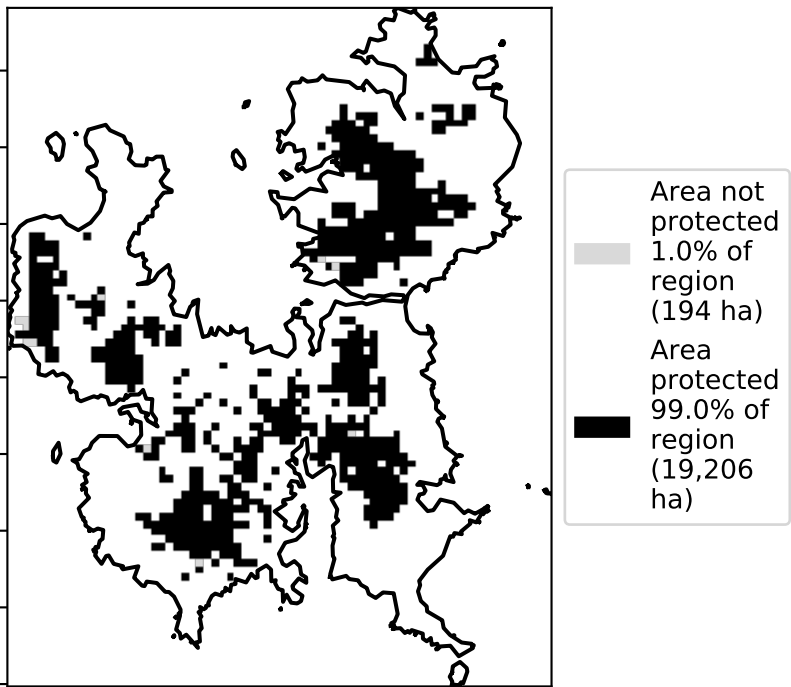 Area not
protected
1.0% of
region
(194 ha)
Area
protected
99.0% of
region
(19,206
ha)